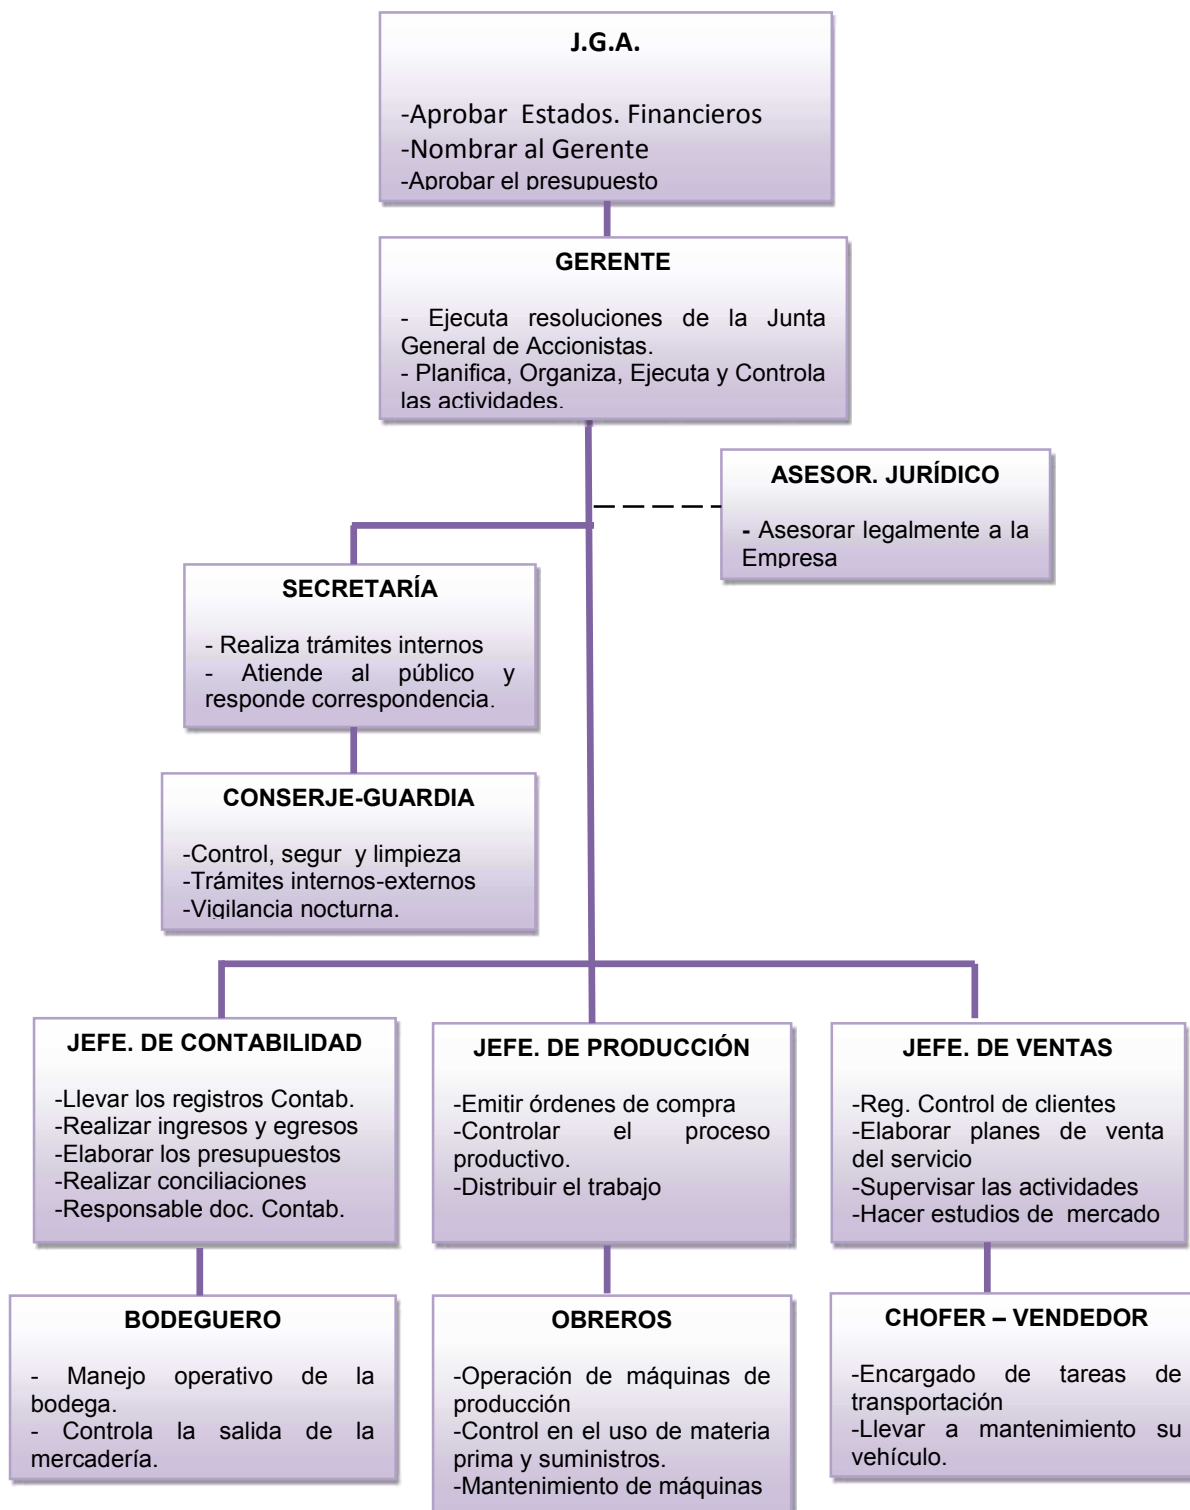 J.G.A.
-Aprobar Estados. Financieros
-Nombrar al Gerente
-Aprobar el presupuesto
GERENTE
- Ejecuta resoluciones de la Junta
General de Accionistas.
- Planifica, Organiza, Ejecuta y Controla
las actividades.
ASESOR. JURÍDICO
- Asesorar legalmente a la
Empresa
SECRETARÍA
- Realiza trámites internos
- Atiende al público y
responde correspondencia.
CONSERJE-GUARDIA
-Control, segur y limpieza
-Trámites internos-externos
-Vigilancia nocturna.
JEFE. DE CONTABILIDAD
-Llevar los registros Contab.
-Realizar ingresos y egresos
-Elaborar los presupuestos
-Realizar conciliaciones
-Responsable doc. Contab.
JEFE. DE PRODUCCIÓN
-Emitir órdenes de compra
-Controlar el proceso
productivo.
-Distribuir el trabajo
JEFE. DE VENTAS
-Reg. Control de clientes
-Elaborar planes de venta
del servicio
-Supervisar las actividades
-Hacer estudios de mercado
BODEGUERO
- Manejo operativo de la
bodega.
- Controla la salida de la
mercadería.
OBREROS
-Operación de máquinas de
producción
-Control en el uso de materia
prima y suministros.
-Mantenimiento de máquinas
CHOFER – VENDEDOR
-Encargado de tareas de
transportación
-Llevar a mantenimiento su
vehículo.